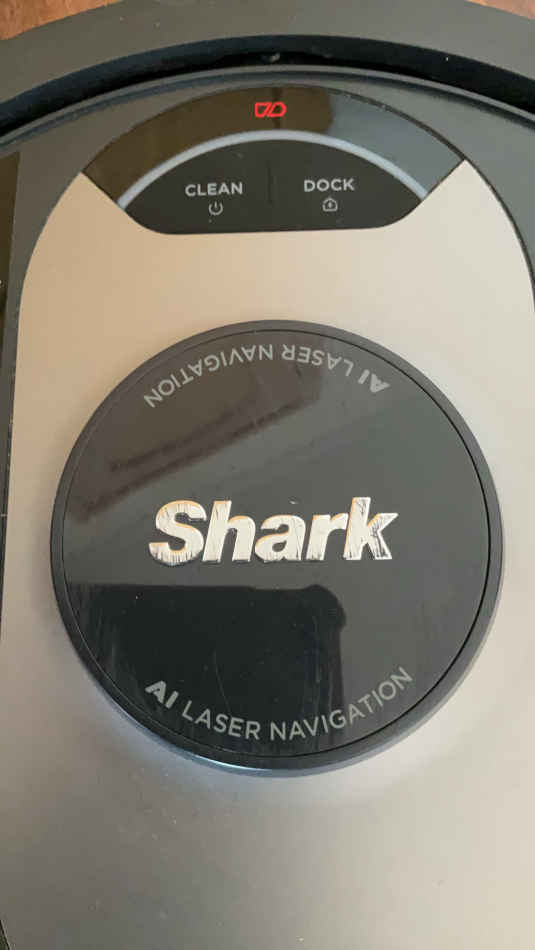 CLEAN
DOCK
AI LASER NAVIGATION
Shark
AI LASER NAVIGATION